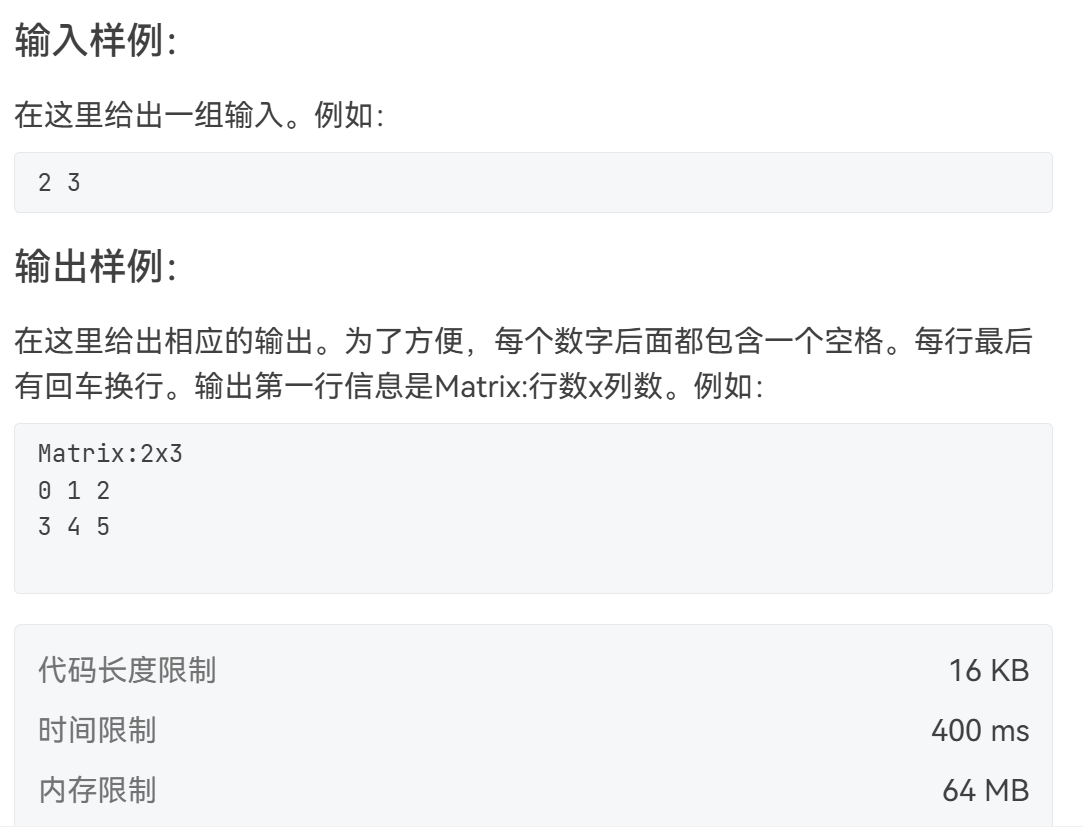 输入样例：
在这里给出一组输入。例如：
2 3
输出样例：
在这里给出相应的输出。为了方便，每个数字后面都包含一个空格。每行最后
有回车换行。输出第一行信息是Matrix:行数x列数。例如：
Matrix:2x3
0 1 2
3 4 5
代码长度限制 16 KB
时间限制 400 ms
内存限制 64 MB